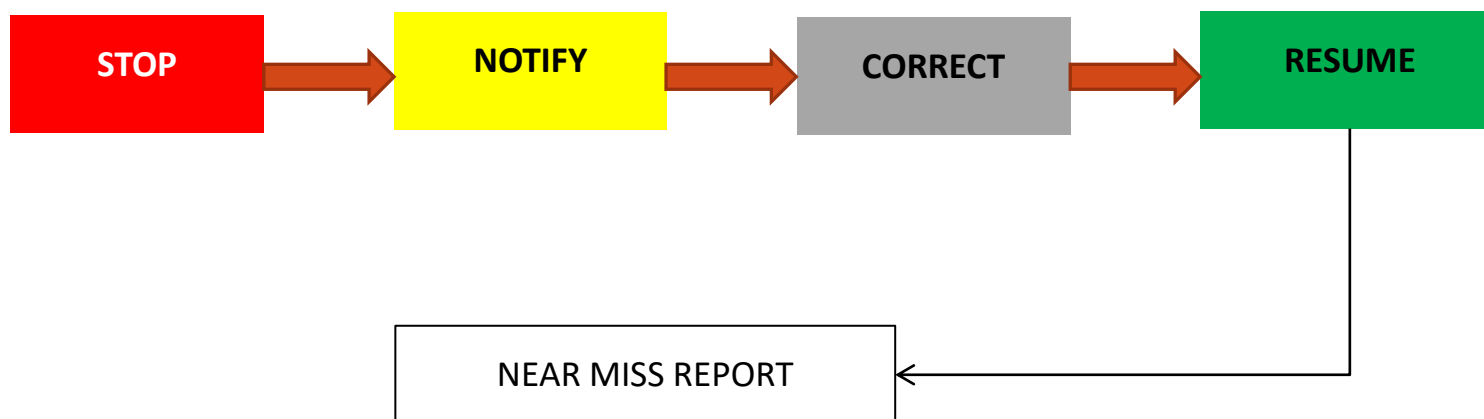 STOP
NOTIFY
CORRECT
RESUME
NEAR MISS REPORT